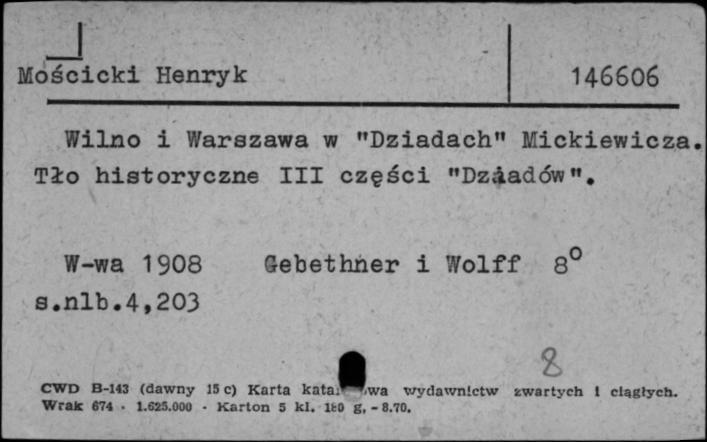 Mościcki Henryk 146606
Wilno i Warszawa w "Dziadach" Mickiewicza.
Tło historyczne III części "Dziadów".
W-wa 1908 Gebethner i Wolff 8°
s.nlb.4,203
8
CWD B-143 (dawny 15 c) Karta wydawnictw zwartych i ciągłych.
Wrak 674 - 1.625.000 - Karton 5 kl. 180 g. - 8.70.